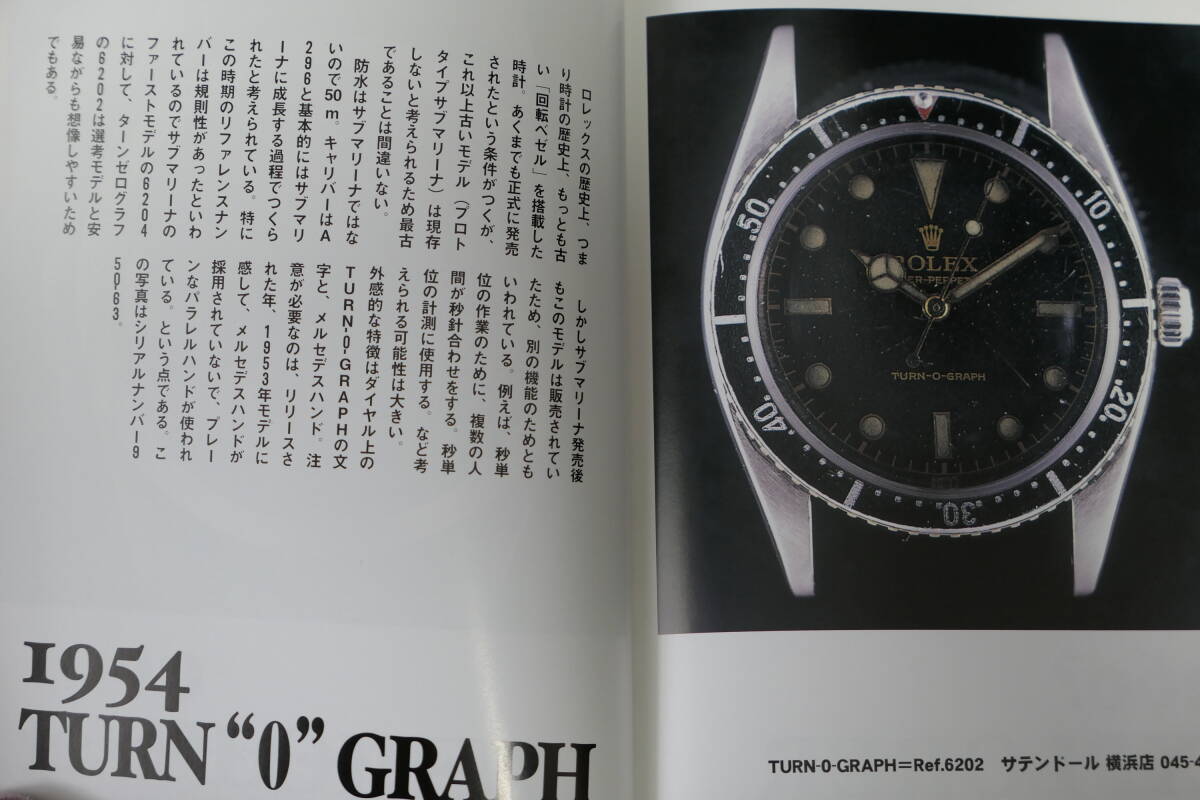 ロレックスの歴史上、つま
り時計の歴史上、もっとも古
い「回転ベゼル」を搭載した
時計。あくまでも正式に発売
されたという条件がつくが、
これ以上古いモデル（プロト
タイプサブマリーナ）は現存
しないと考えられるため最古
であることは間違いない。
防水はサブマリーナではな
いので50m。キャリバーはA
296と基本的にはサブマリ
ーナに成長する過程でつくら
れたと考えられている。特に
この時期のリファレンスナン
バーは規則性があったといわ
れているのでサブマリーナの
ファーストモデルの6204
に対して、ターンゼログラフ
の6202は選考モデルと安
易ながらも想像しやすいため
でもある。
しかしサブマリーナ発売後
もこのモデルは販売されてい
たため、別の機能のためとも
いわれている。例えば、秒単
位の作業のために、複数の人
間が秒針合わせをする。秒単
位の計測に使用する。など考
えられる可能性は大きい。
外感的な特徴はダイヤル上の
TURN-0-GRAPHの文
字と、メルセデスハンド。注
意が必要なのは、リリースさ
れた年、1953年モデルに
感して、メルセデスハンドが
採用されていないで、プレー
ンなパラレルハンドが使われ
ている。という点である。こ
の写真はシリアルナンバー9
5063。
1954
TURN “0” GRAPH
10
20
30
40
50
ROLEX
TURN-O-GRAPH
TURN-0-GRAPH=Ref.6202 サテンドール 横浜店 045-4